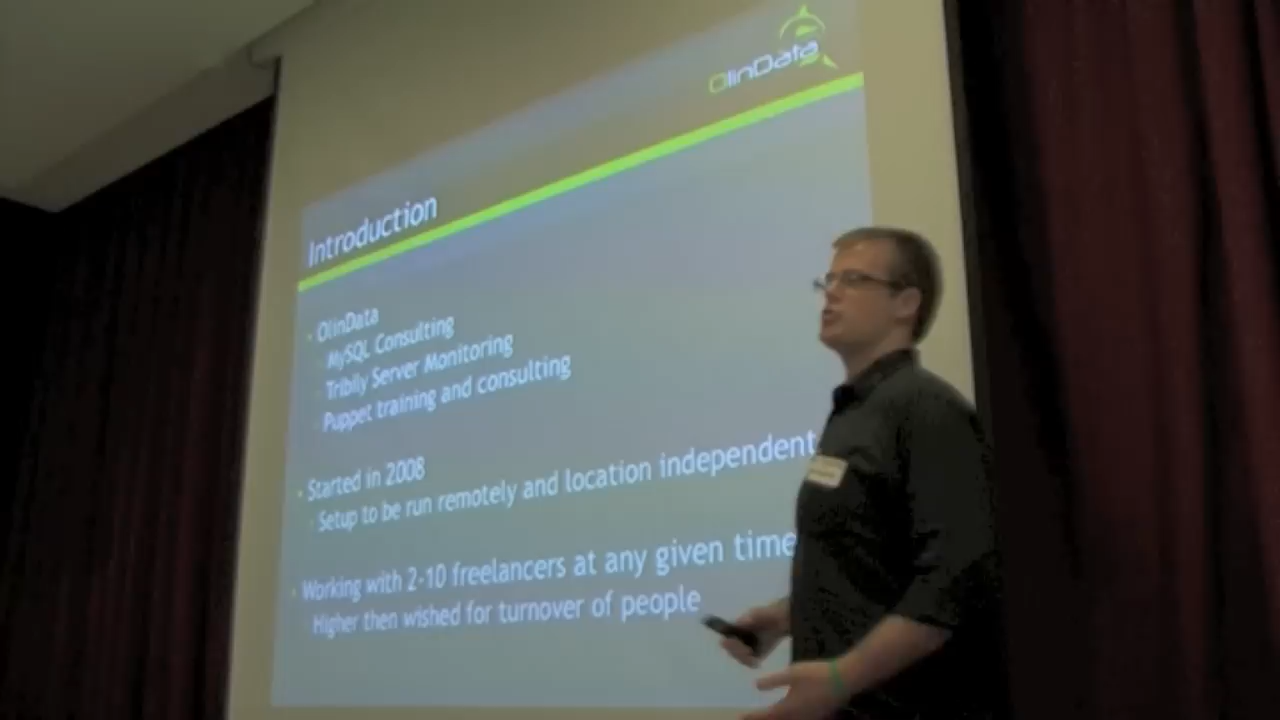 OlinData
Introduction
OlinData
MySQL Consulting
Tribily Server Monitoring
Puppet training and consulting
Started in 2008
Setup to be run remotely and location independent
Working with 2-10 freelancers at any given time
Higher then wished for turnover of people